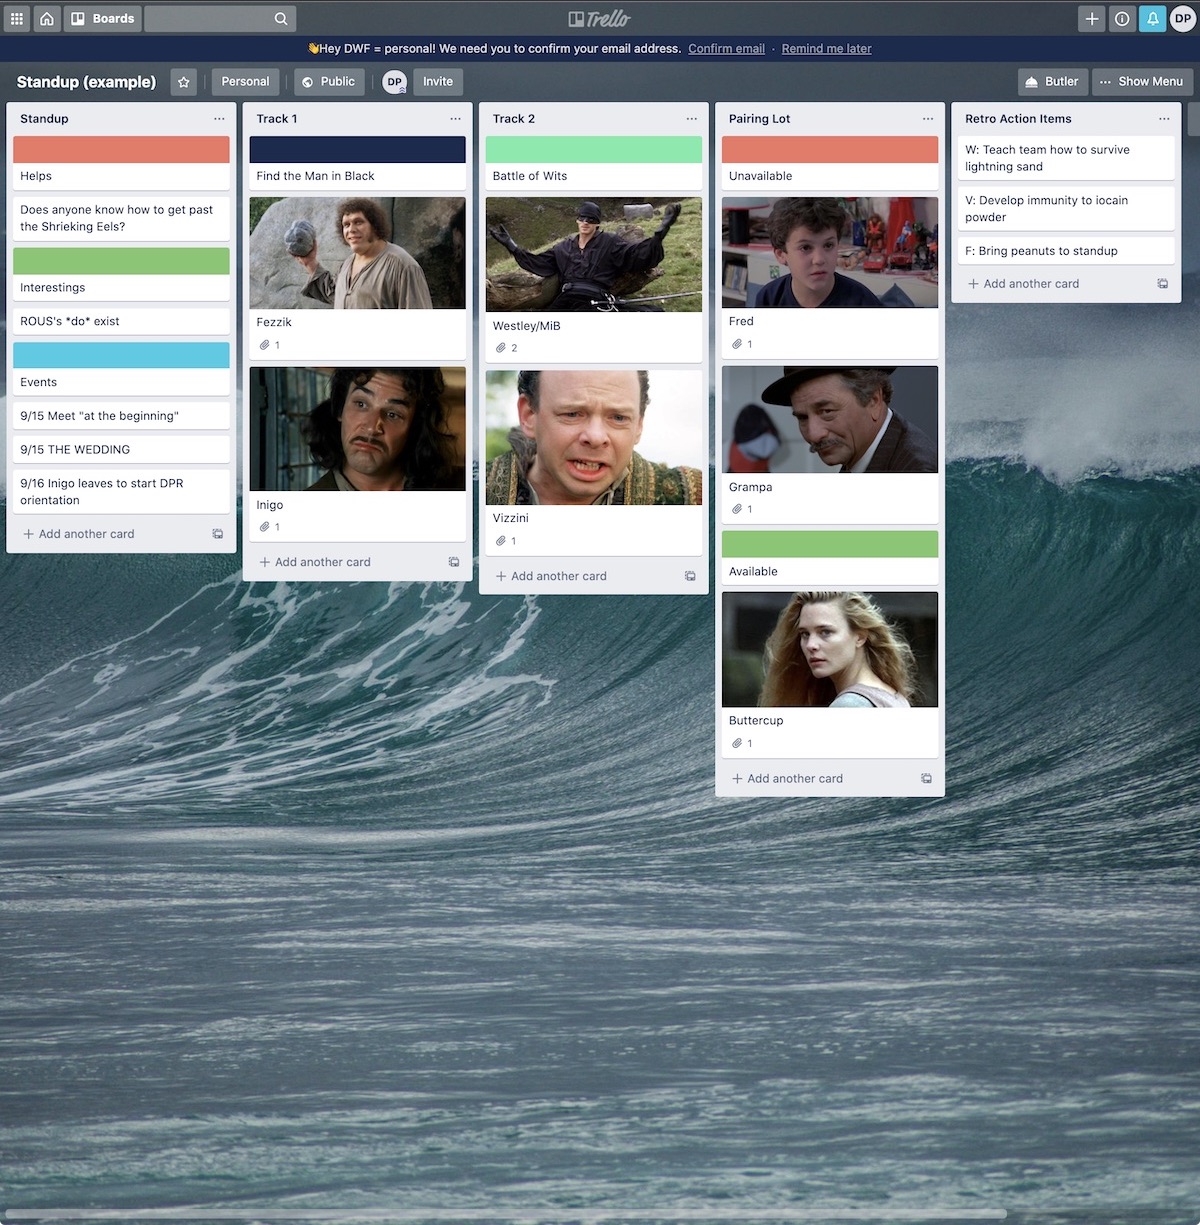 Boards
Trello
DP
👋Hey DWF = personal! We need you to confirm your email address. Confirm email · Remind me later
Standup (example)
Personal
Public
DP
Invite
Butler
··· Show Menu
Standup
Helps
Does anyone know how to get past
the Shrieking Eels?
Interestings
ROUS's *do* exist
Events
9/15 Meet "at the beginning"
9/15 THE WEDDING
9/16 Inigo leaves to start DPR
orientation
+ Add another card
Track 1
Find the Man in Black
Fezzik
1
Inigo
1
+ Add another card
Track 2
Battle of Wits
Westley/MiB
2
Vizzini
1
+ Add another card
Pairing Lot
Unavailable
Fred
1
Grampa
1
Available
Buttercup
1
+ Add another card
Retro Action Items
W: Teach team how to survive
lightning sand
V: Develop immunity to iocain
powder
F: Bring peanuts to standup
+ Add another card